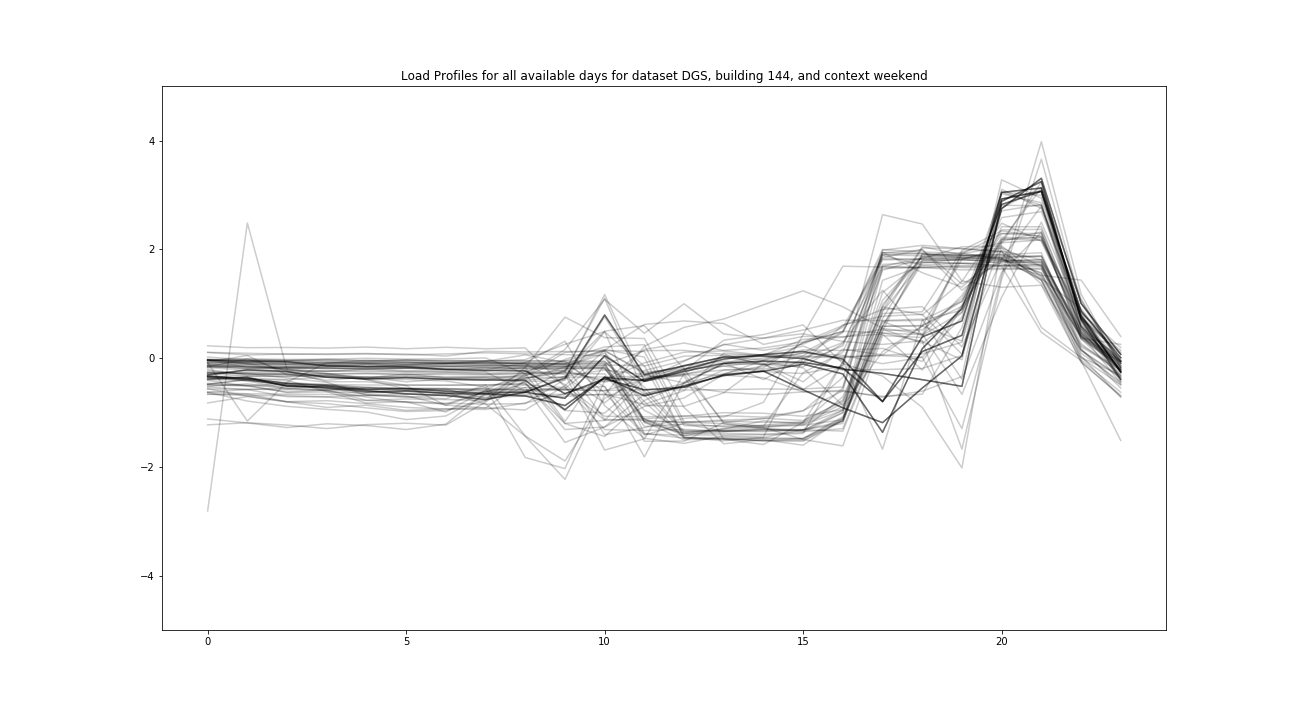 Load Profiles for all available days for dataset DGS, building 144, and context weekend
4
2
0
−2
−4
0 5 10 15 20